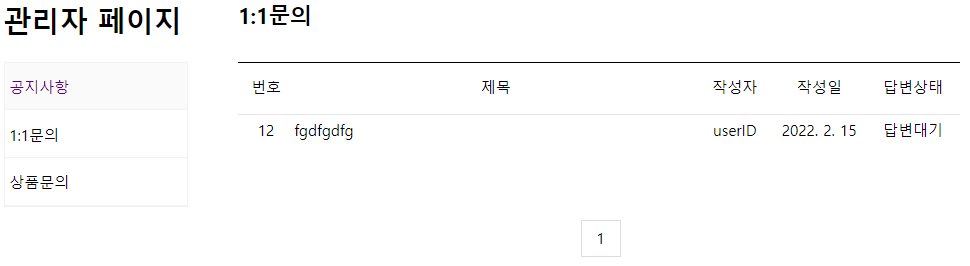 관리자 페이지
공지사항
1:1문의
상품문의
1:1문의
번호 제목 작성자 작성일 답변상태
12 fgdfgdfg userID 2022. 2. 15 답변대기
1